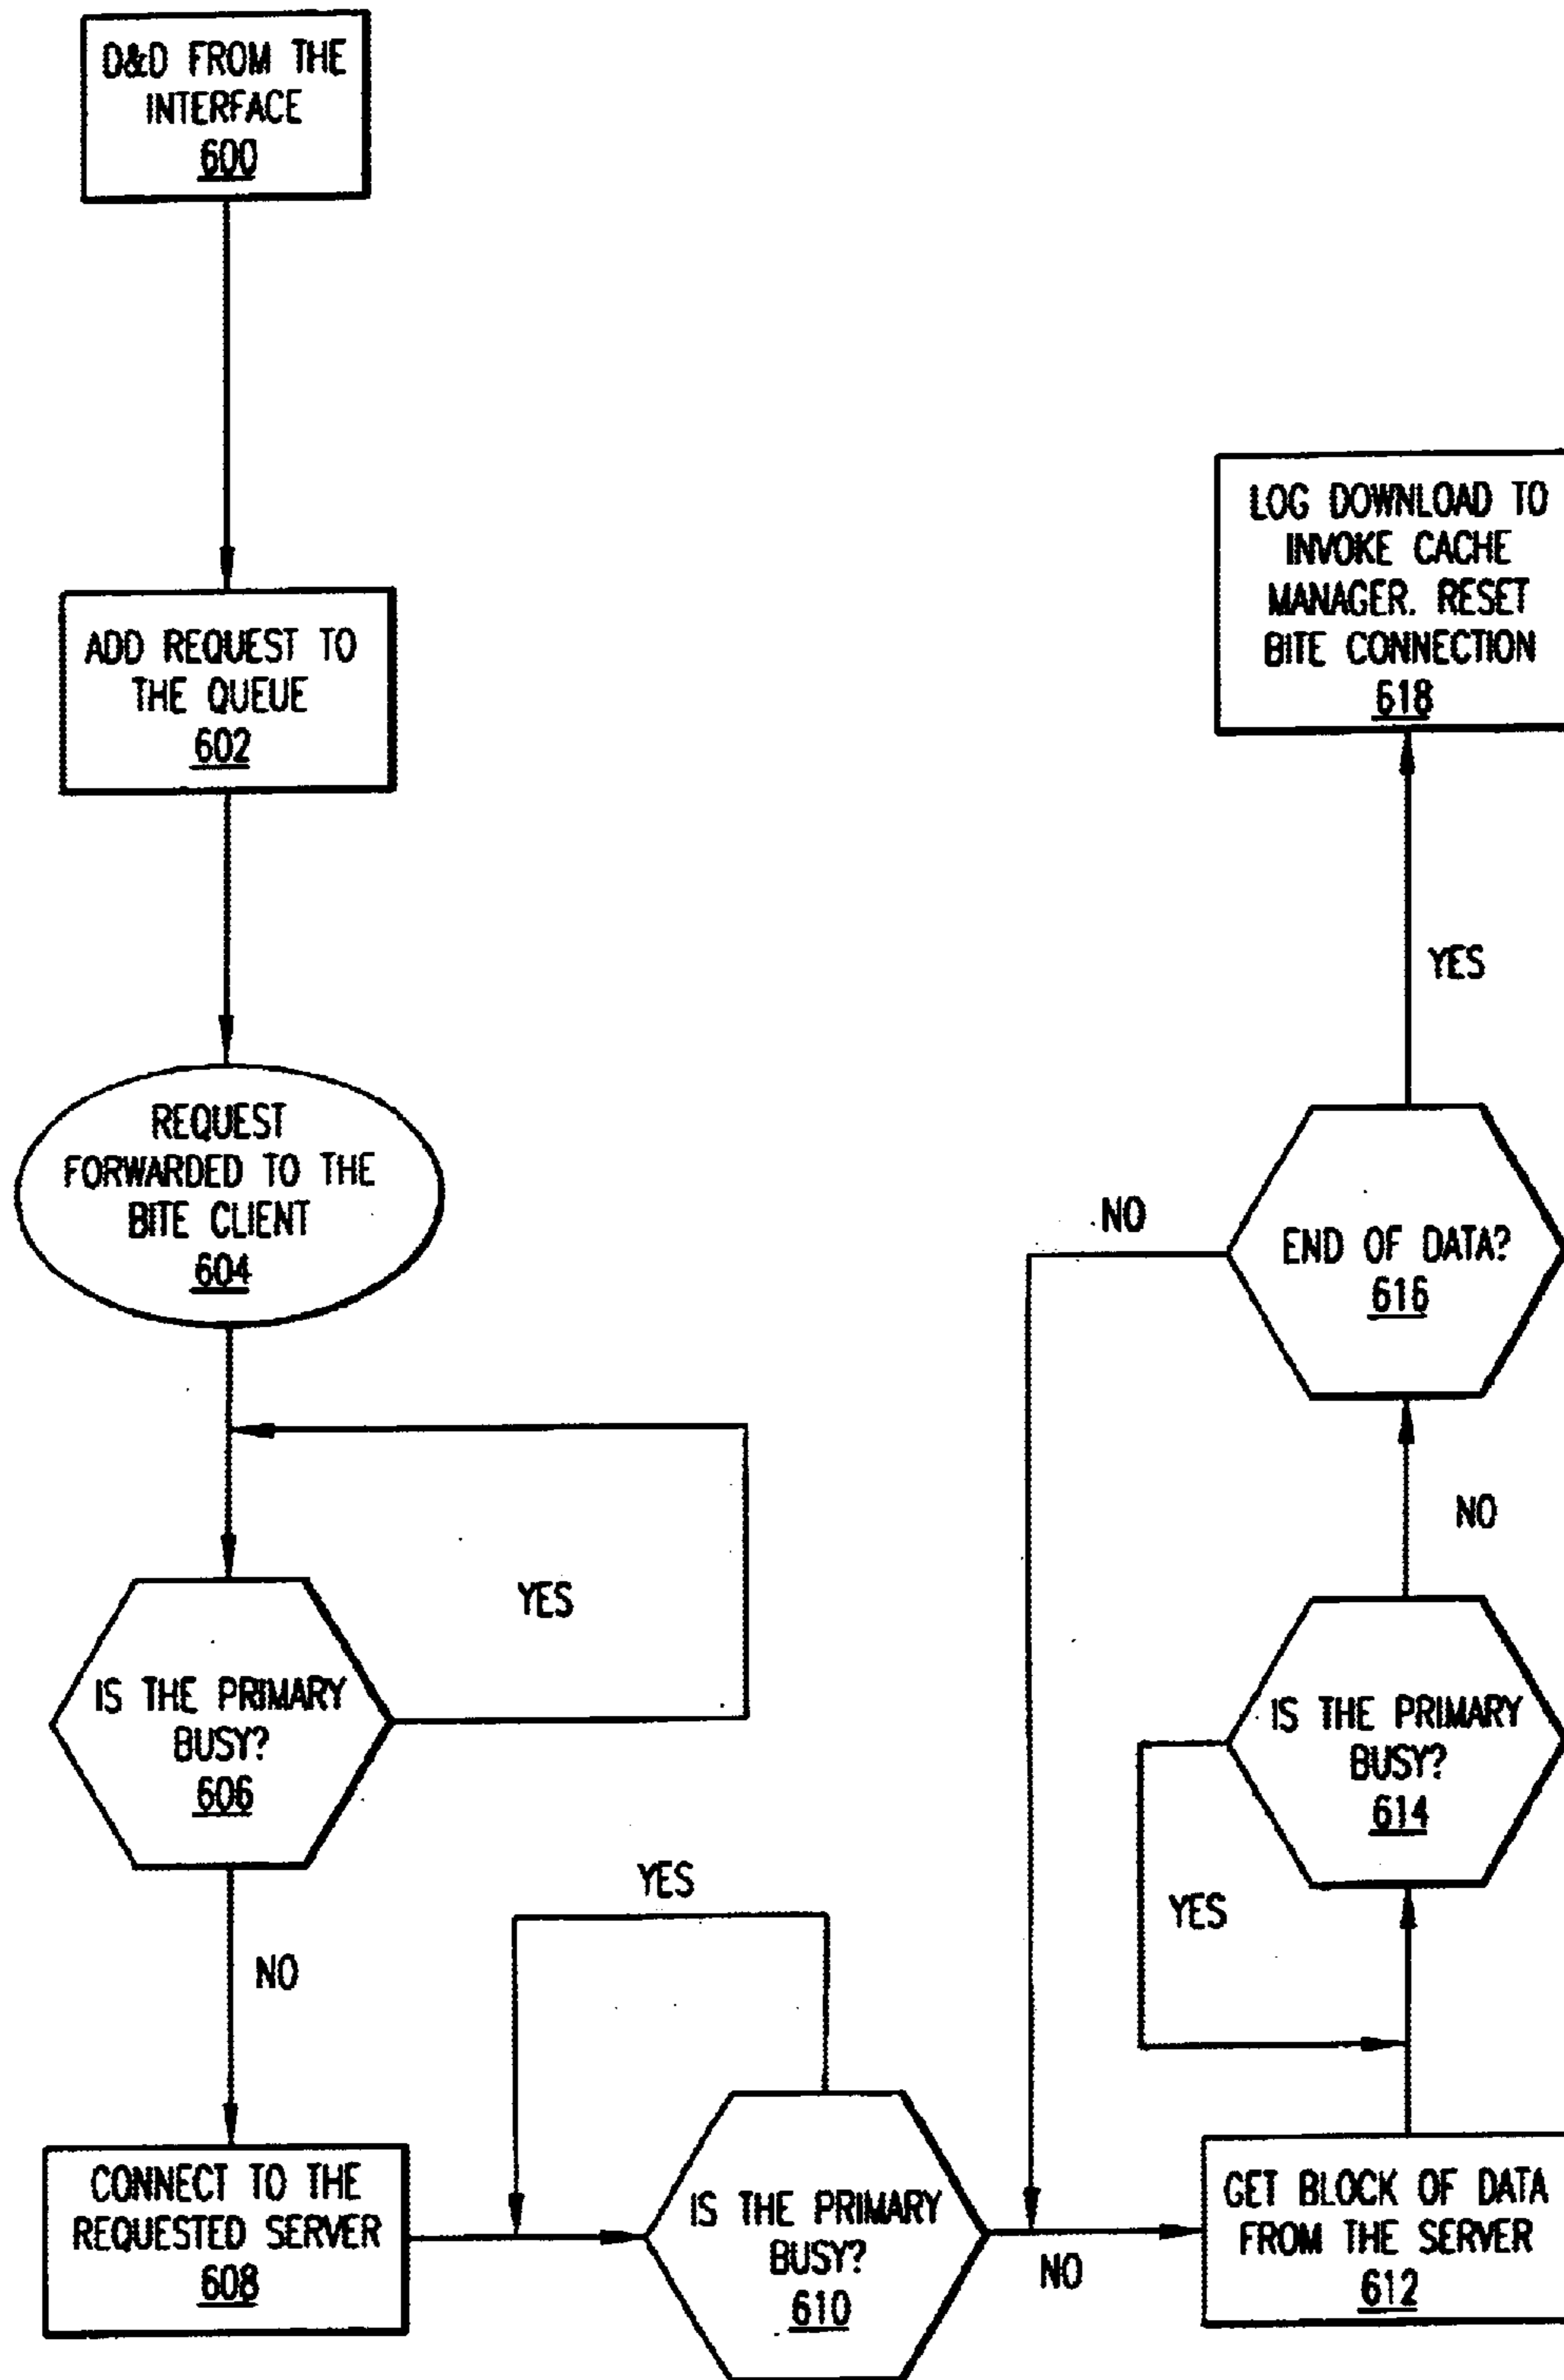 D&D FROM THE
INTERFACE
600
ADD REQUEST TO
THE QUEUE
602
REQUEST
FORWARDED TO THE
BITE CLIENT
604
YES
IS THE PRIMARY
BUSY?
606
NO
CONNECT TO THE
REQUESTED SERVER
608
YES
IS THE PRIMARY
BUSY?
610
NO
GET BLOCK OF DATA
FROM THE SERVER
612
YES
IS THE PRIMARY
BUSY?
614
NO
END OF DATA?
616
NO
YES
LOG DOWNLOAD TO
INVOKE CACHE
MANAGER. RESET
BITE CONNECTION
618